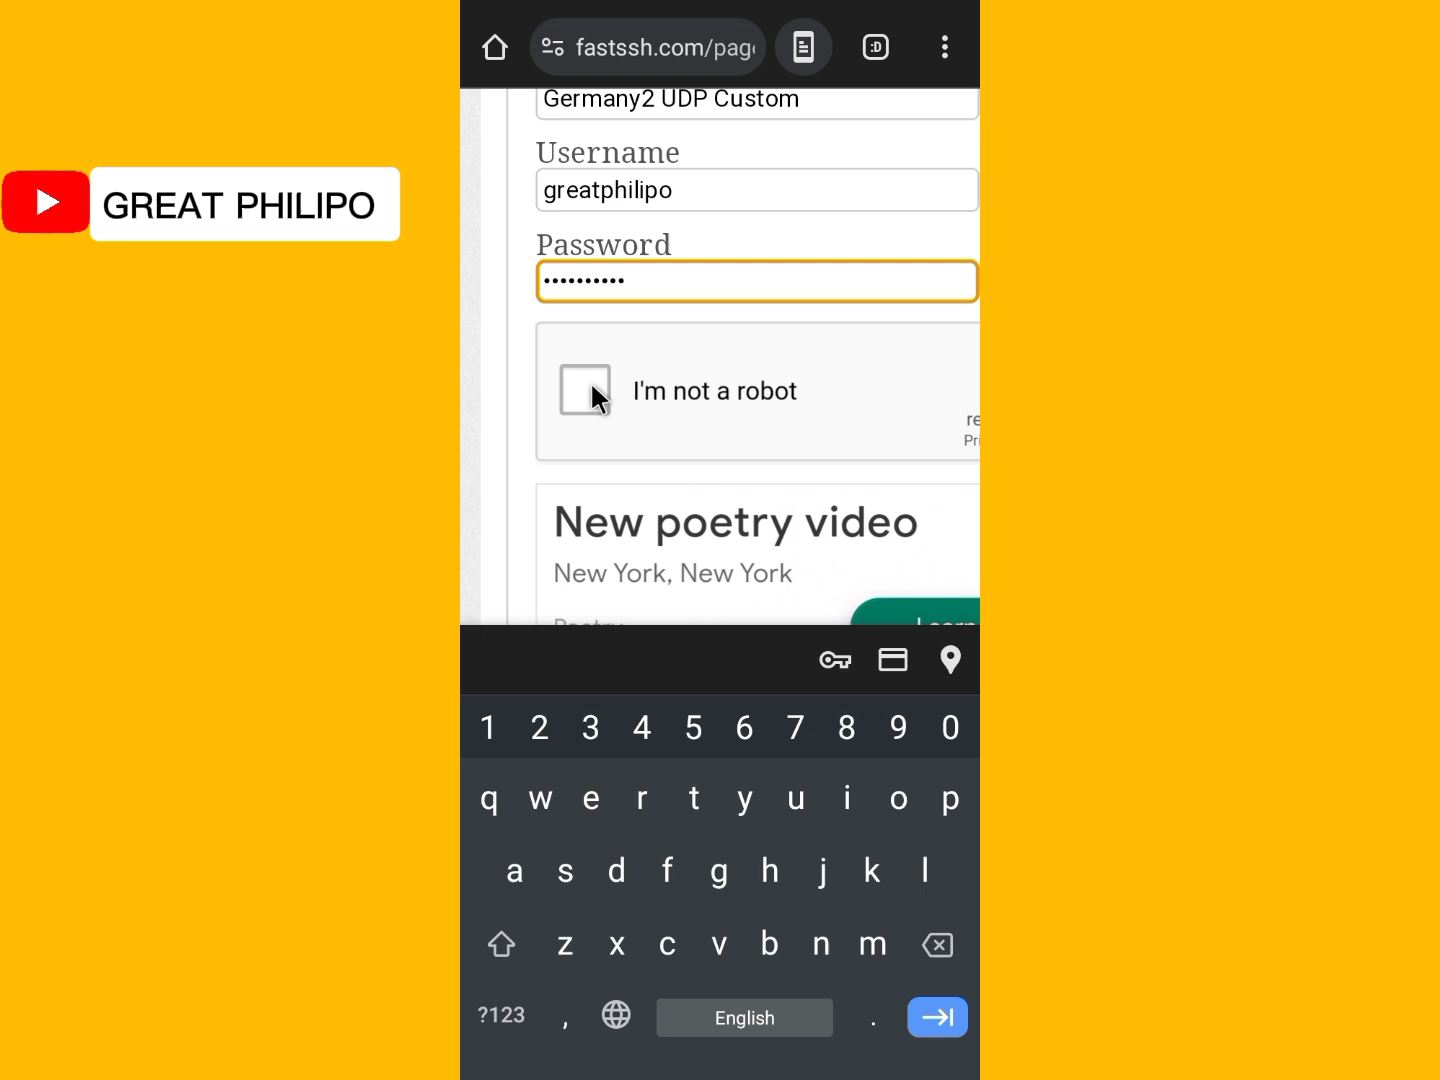 fastssh.com/page
:D
Germany2 UDP Custom
Username
greatphilipo
GREAT PHILIPO
Password
••••••••••
I'm not a robot
New poetry video
New York, New York
1 2 3 4 5 6 7 8 9 0
q w e r t y u i o p
a s d f g h j k l
z x c v b n m
?123 , English .